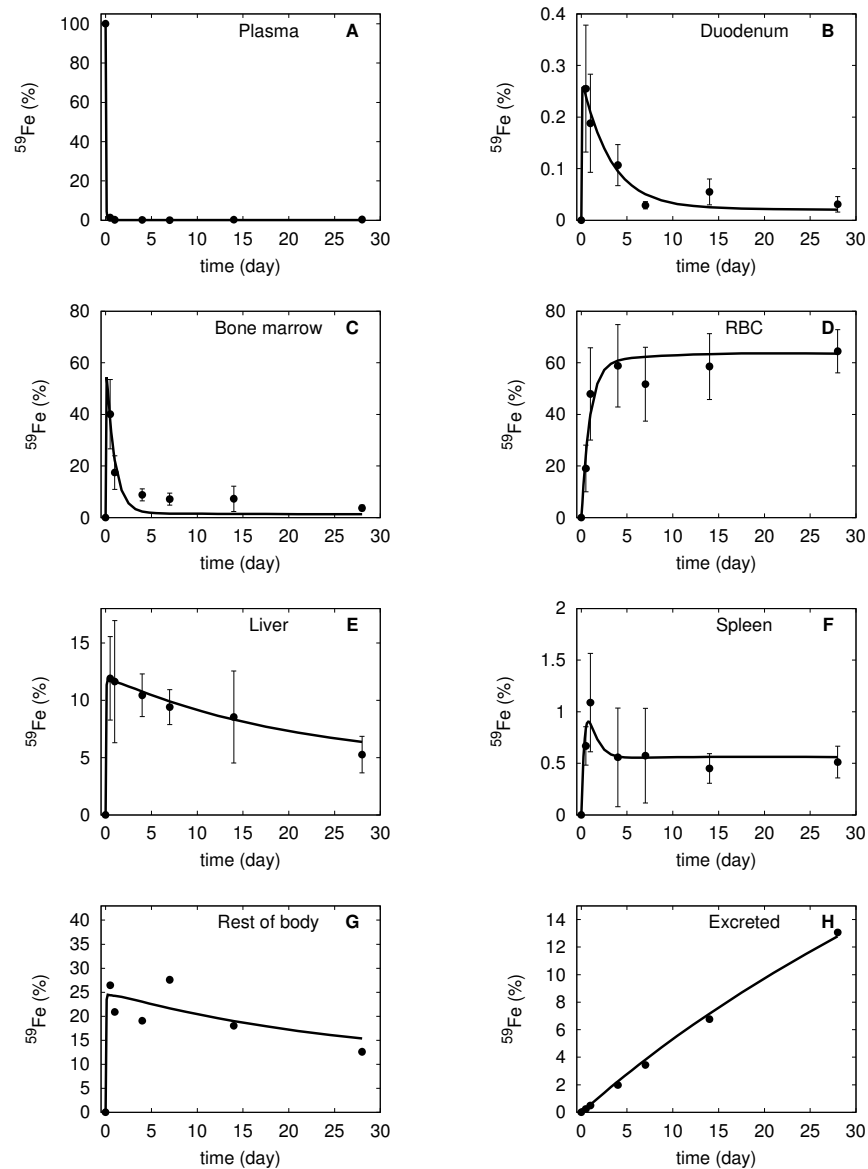 Plasma A
59Fe (%)
100
80
60
40
20
0
0 5 10 15 20 25 30
time (day)
Duodenum B
59Fe (%)
0.4
0.3
0.2
0.1
0
0 5 10 15 20 25 30
time (day)
Bone marrow C
59Fe (%)
80
60
40
20
0
0 5 10 15 20 25 30
time (day)
RBC D
59Fe (%)
80
60
40
20
0
0 5 10 15 20 25 30
time (day)
Liver E
59Fe (%)
15
10
5
0
0 5 10 15 20 25 30
time (day)
Spleen F
59Fe (%)
2
1.5
1
0.5
0
0 5 10 15 20 25 30
time (day)
Rest of body G
59Fe (%)
40
35
30
25
20
15
10
5
0
0 5 10 15 20 25 30
time (day)
Excreted H
59Fe (%)
14
12
10
8
6
4
2
0
0 5 10 15 20 25 30
time (day)